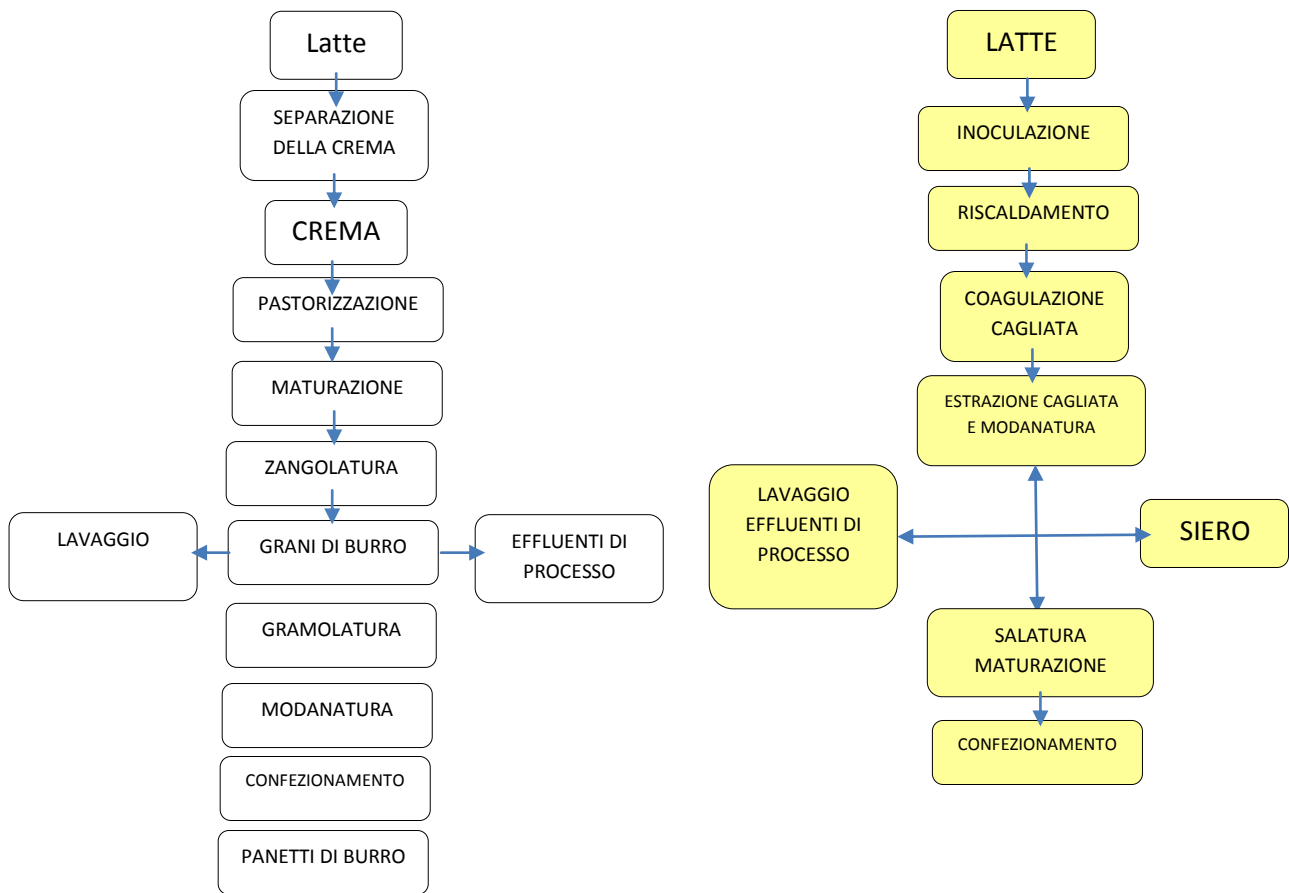 Latte
SEPARAZIONE
DELLA CREMA
CREMA
PASTORIZZAZIONE
MATURAZIONE
ZANGOLATURA
LAVAGGIO
GRANI DI BURRO
EFFLUENTI DI
PROCESSO
GRAMOLATURA
MODANATURA
CONFEZIONAMENTO
PANETTI DI BURRO
LATTE
INOCULAZIONE
RISCALDAMENTO
COAGULAZIONE
CAGLIATA
ESTRAZIONE CAGLIATA
E MODANATURA
LAVAGGIO
EFFLUENTI DI
PROCESSO
SIERO
SALATURA
MATURAZIONE
CONFEZIONAMENTO